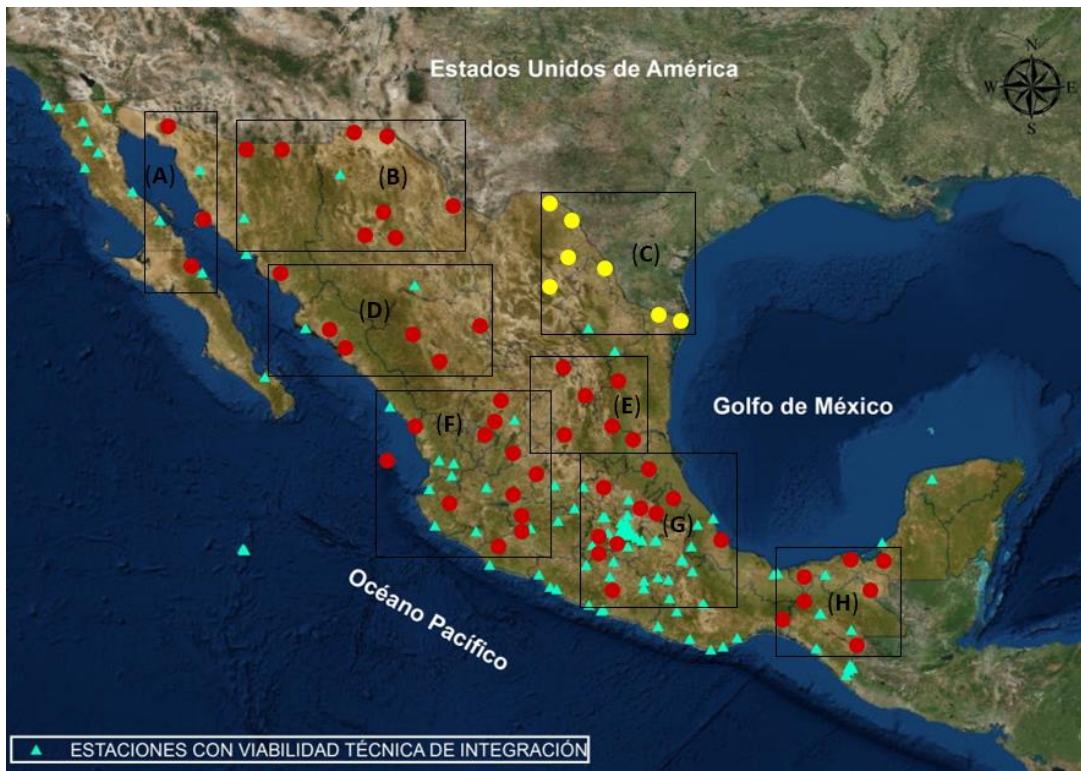 Estados Unidos de América
N
W
E
S
(A)
(B)
(C)
(D)
(E)
Golfo de México
(F)
(G)
Océano Pacífico
(H)
ESTACIONES CON VIABILIDAD TÉCNICA DE INTEGRACIÓN